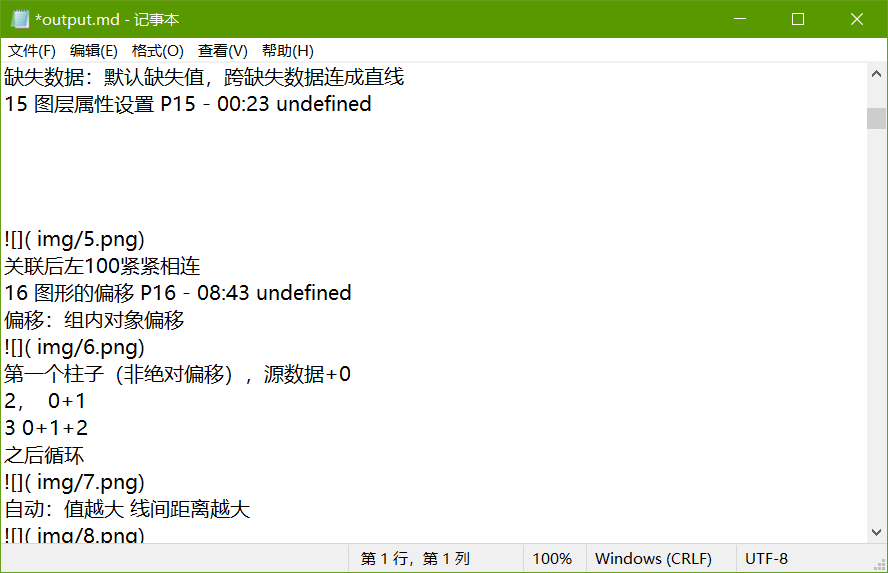 *output.md - 记事本
文件(F) 编辑(E) 格式(O) 查看(V) 帮助(H)
缺失数据：默认缺失值，跨缺失数据连成直线
15 图层属性设置 P15 - 00:23 undefined
![]( img/5.png)
关联后左100紧紧相连
16 图形的偏移 P16 - 08:43 undefined
偏移：组内对象偏移
![]( img/6.png)
第一个柱子（非绝对偏移），源数据+0
2， 0+1
3 0+1+2
之后循环
![]( img/7.png)
自动：值越大 线间距离越大
![]( img/8.png)
第 1 行，第 1 列 100% Windows (CRLF) UTF-8